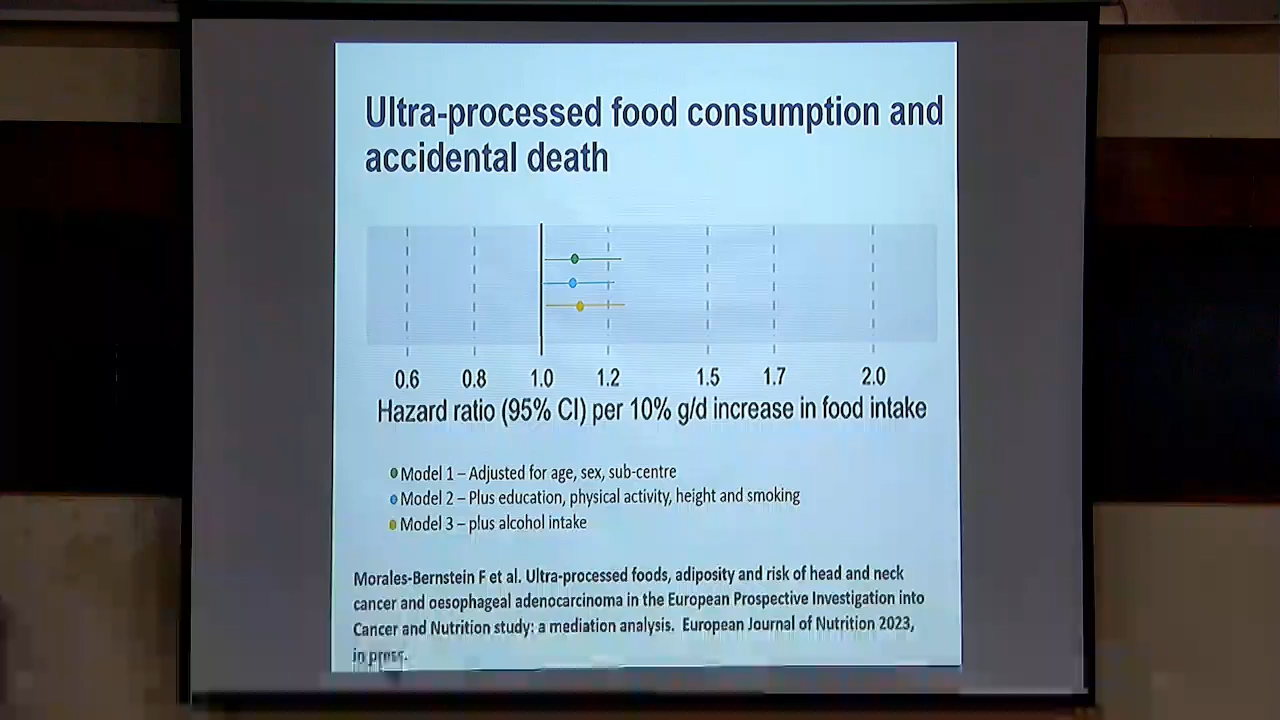 Ultra-processed food consumption and
accidental death
0.6 0.8 1.0 1.2 1.5 1.7 2.0
Hazard ratio (95% CI) per 10% g/d increase in food intake
Model 1 – Adjusted for age, sex, sub-centre
Model 2 – Plus education, physical activity, height and smoking
Model 3 – plus alcohol intake
Morales-Bernstein F et al. Ultra-processed foods, adiposity and risk of head and neck
cancer and oesophageal adenocarcinoma in the European Prospective Investigation into
Cancer and Nutrition study: a mediation analysis. European Journal of Nutrition 2023,
in press.